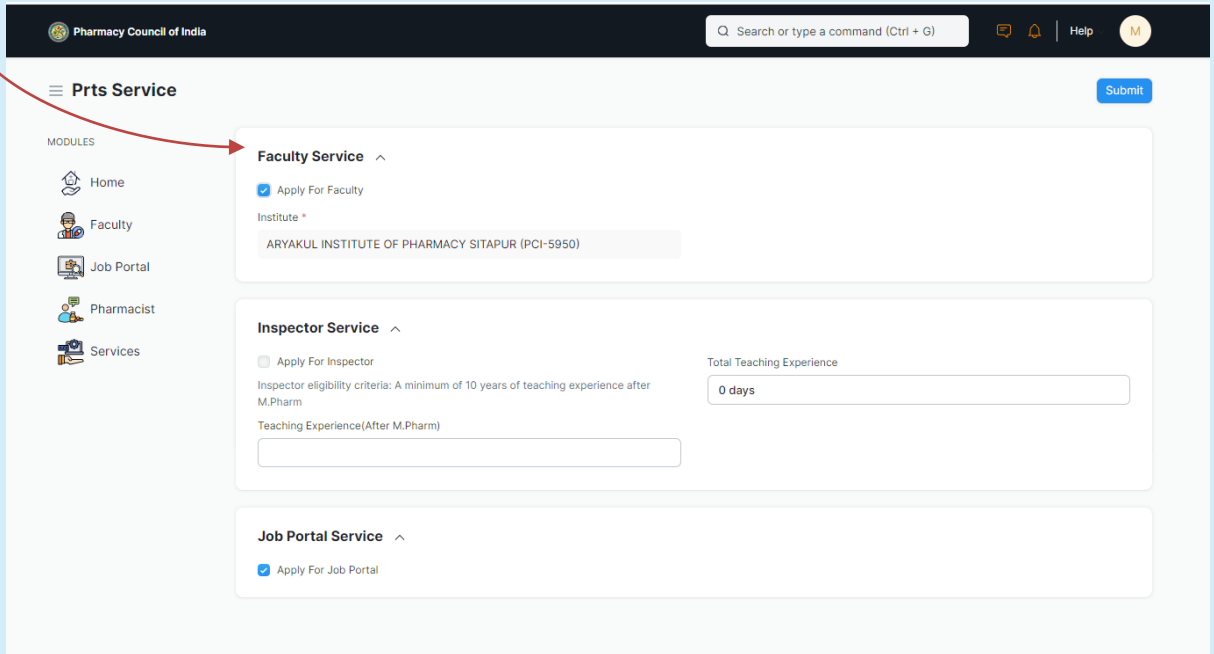 Pharmacy Council of India
Search or type a command (Ctrl + G)
Help
M
Prts Service
Submit
MODULES
Home
Faculty
Job Portal
Pharmacist
Services
Faculty Service
Apply For Faculty
Institute *
ARYAKUL INSTITUTE OF PHARMACY SITAPUR (PCI-5950)
Inspector Service
Apply For Inspector
Inspector eligibility criteria: A minimum of 10 years of teaching experience after
M.Pharm
Teaching Experience(After M.Pharm)
Total Teaching Experience
0 days
Job Portal Service
Apply For Job Portal